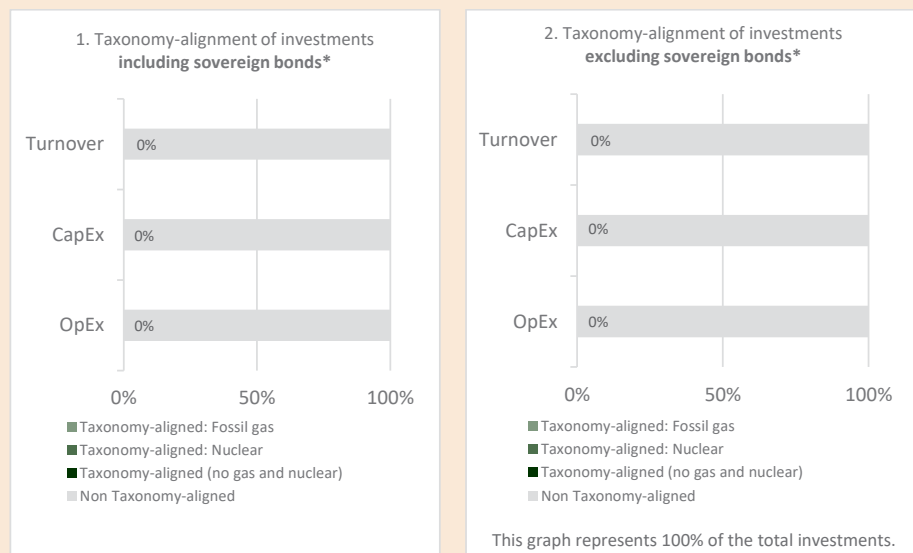 1. Taxonomy-alignment of investments
including sovereign bonds*
Turnover
0%
CapEx
0%
OpEx
0%
0%
50%
100%
Taxonomy-aligned: Fossil gas
Taxonomy-aligned: Nuclear
Taxonomy-aligned (no gas and nuclear)
Non Taxonomy-aligned
2. Taxonomy-alignment of investments
excluding sovereign bonds*
Turnover
0%
CapEx
0%
OpEx
0%
0%
50%
100%
Taxonomy-aligned: Fossil gas
Taxonomy-aligned: Nuclear
Taxonomy-aligned (no gas and nuclear)
Non Taxonomy-aligned
This graph represents 100% of the total investments.